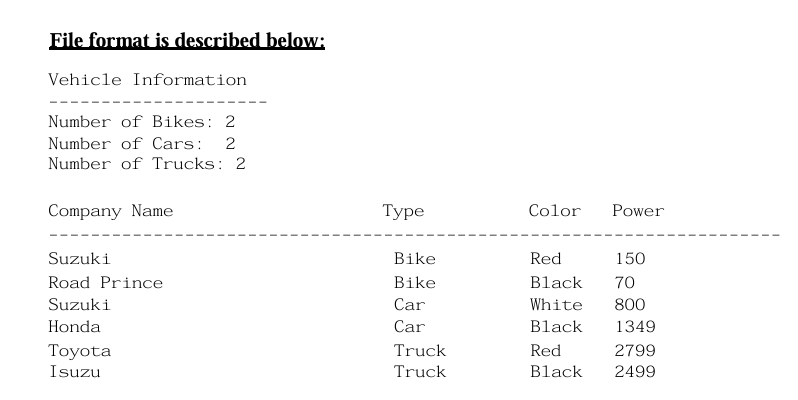 File format is described below:
Vehicle Information
---------------------
Number of Bikes: 2
Number of Cars:  2
Number of Trucks: 2
Company Name Type Color Power
----------------------------------------------------------------------
Suzuki Bike Red 150
Road Prince Bike Black 70
Suzuki Car White 800
Honda Car Black 1349
Toyota Truck Red 2799
Isuzu Truck Black 2499